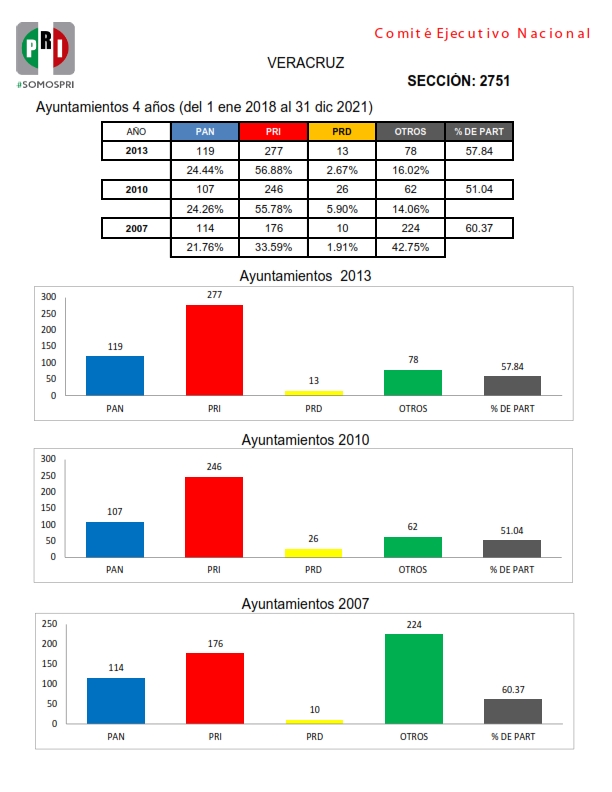 Comité Ejecutivo Nacional
PRI
#SOMOSPRI
VERACRUZ
SECCIÓN: 2751
Ayuntamientos 4 años (del 1 ene 2018 al 31 dic 2021)
AÑO PAN PRI PRD OTROS % DE PART
2013 119 277 13 78 57.84
24.44% 56.88% 2.67% 16.02%
2010 107 246 26 62 51.04
24.26% 55.78% 5.90% 14.06%
2007 114 176 10 224 60.37
21.76% 33.59% 1.91% 42.75%
Ayuntamientos 2013
300
250
200
150
100
50
0
119 277 13 78 57.84
PAN PRI PRD OTROS % DE PART
Ayuntamientos 2010
300
250
200
150
100
50
0
107 246 26 62 51.04
PAN PRI PRD OTROS % DE PART
Ayuntamientos 2007
250
200
150
100
50
0
114 176 10 224 60.37
PAN PRI PRD OTROS % DE PART